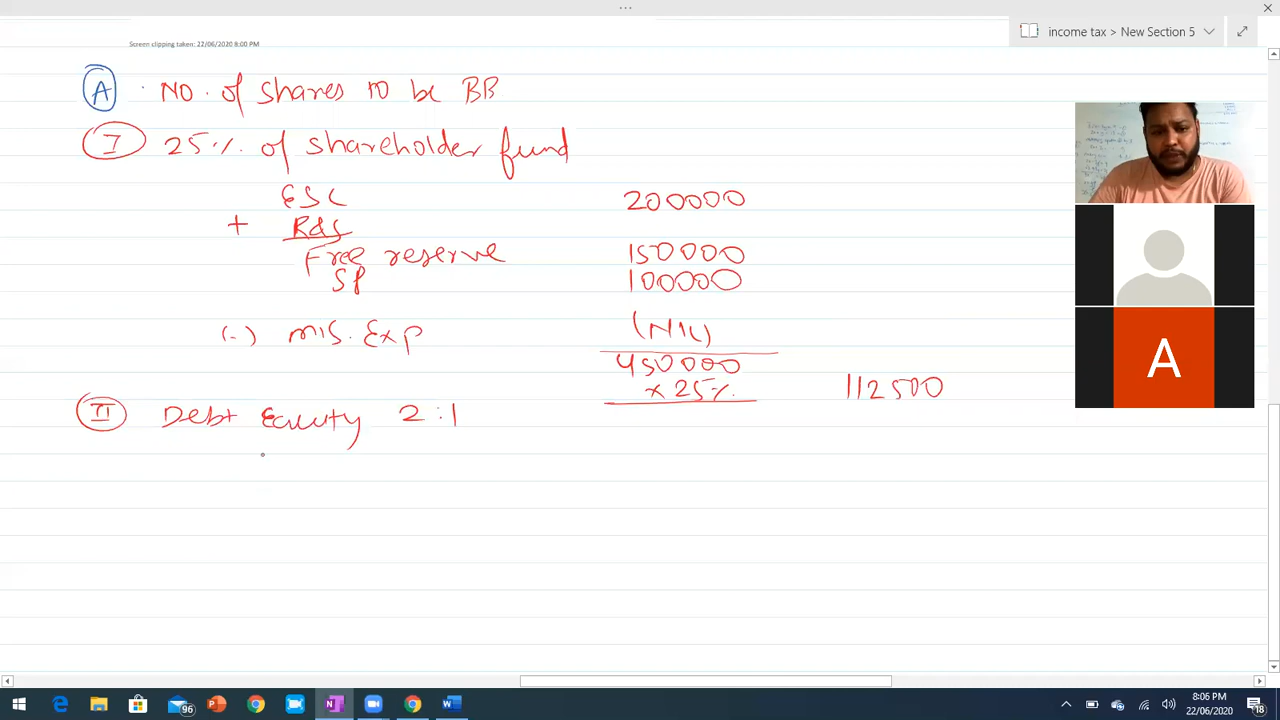 income tax > New Section 5
Screen clipping taken: 22/06/2020 8:00 PM
A . No. of shares to be BB
I 25% of shareholder fund
ESC 200000
+ R&S
Free reserve 150000
SP 100000
(-) Mis. Exp (NIL)
450000
x 25% 112500
II Debt Equity 2:1
A
96
8:06 PM
22/06/2020
18